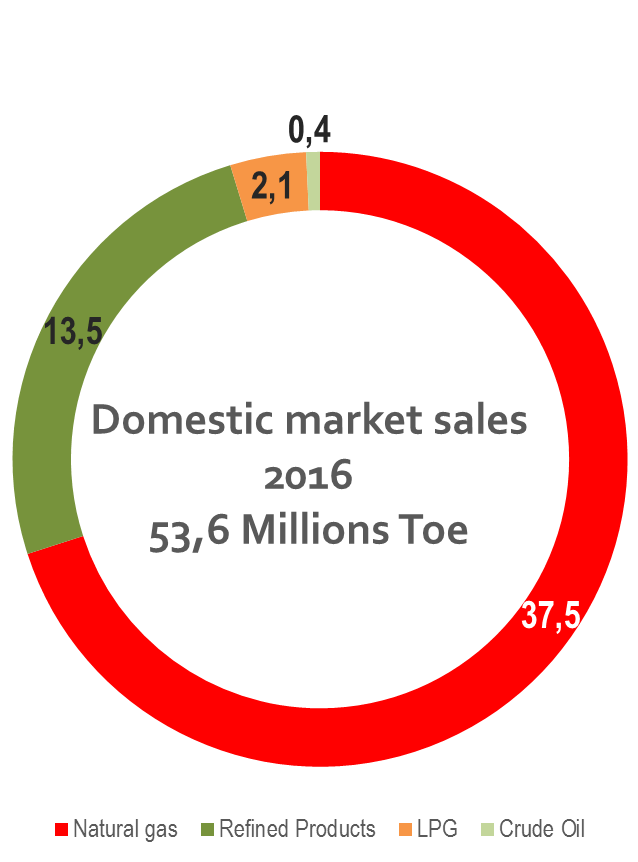 0,4
2,1
13,5
Domestic market sales
2016
53,6 Millions Toe
37,5
Natural gas Refined Products LPG Crude Oil